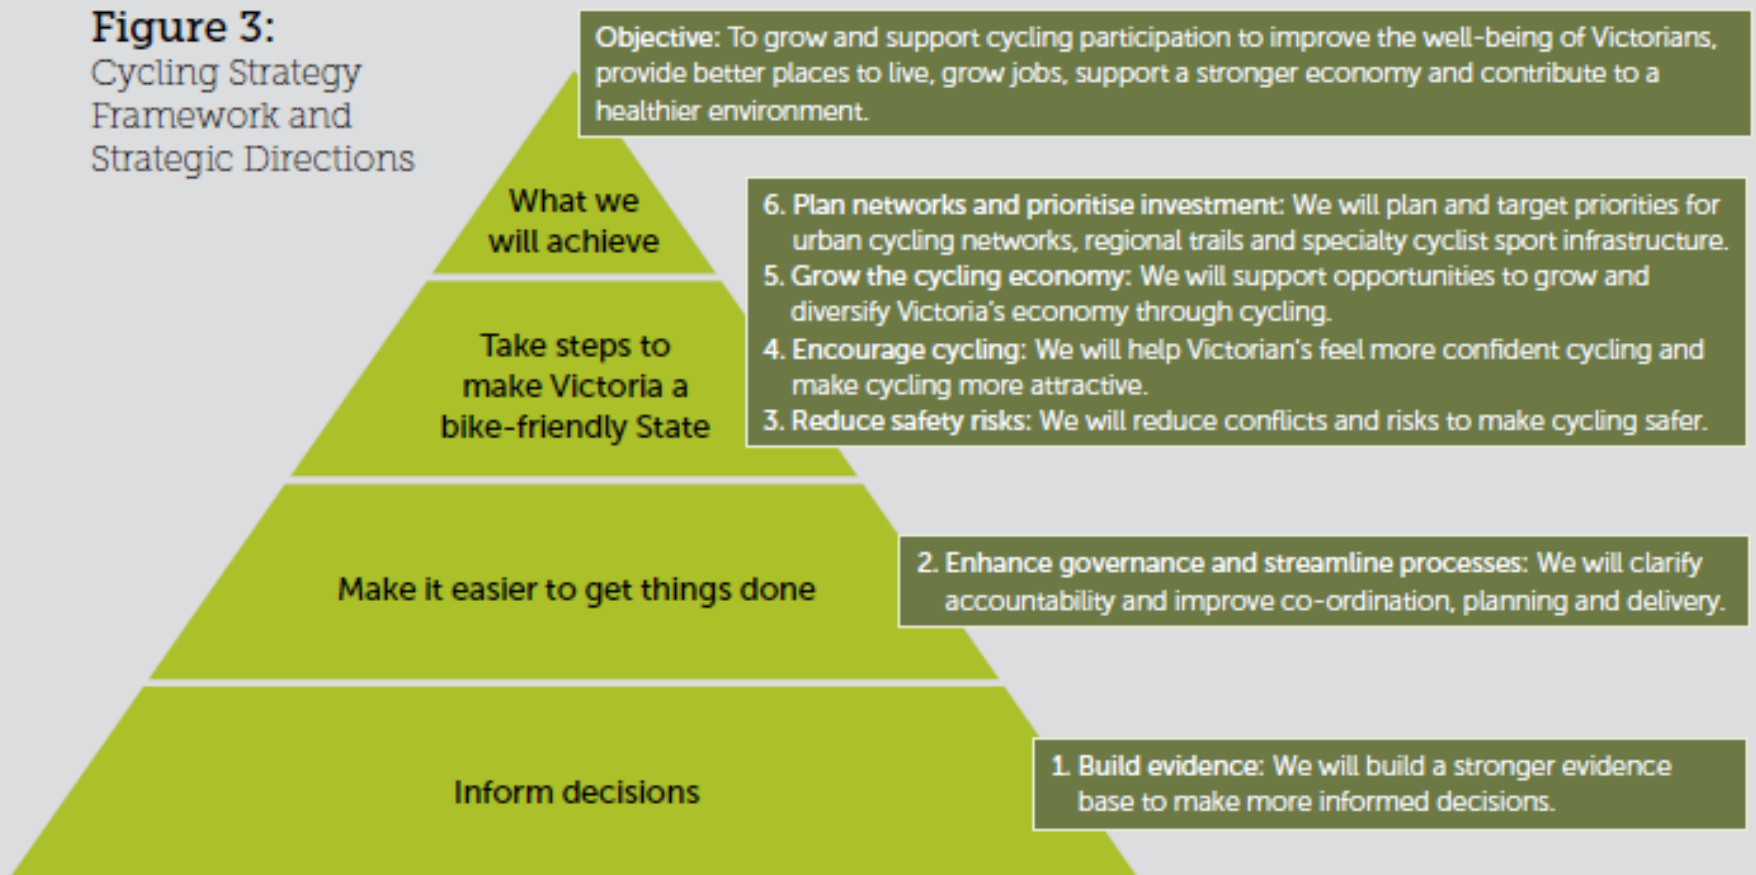 Figure 3:
Cycling Strategy
Framework and
Strategic Directions
Objective: To grow and support cycling participation to improve the well-being of Victorians,
provide better places to live, grow jobs, support a stronger economy and contribute to a
healthier environment.
What we
will achieve
6. Plan networks and prioritise investment: We will plan and target priorities for
urban cycling networks, regional trails and specialty cyclist sport infrastructure.
5. Grow the cycling economy: We will support opportunities to grow and
diversify Victoria's economy through cycling.
4. Encourage cycling: We will help Victorian's feel more confident cycling and
make cycling more attractive.
3. Reduce safety risks: We will reduce conflicts and risks to make cycling safer.
Take steps to
make Victoria a
bike-friendly State
2. Enhance governance and streamline processes: We will clarify
accountability and improve co-ordination, planning and delivery.
Make it easier to get things done
1. Build evidence: We will build a stronger evidence
base to make more informed decisions.
Inform decisions